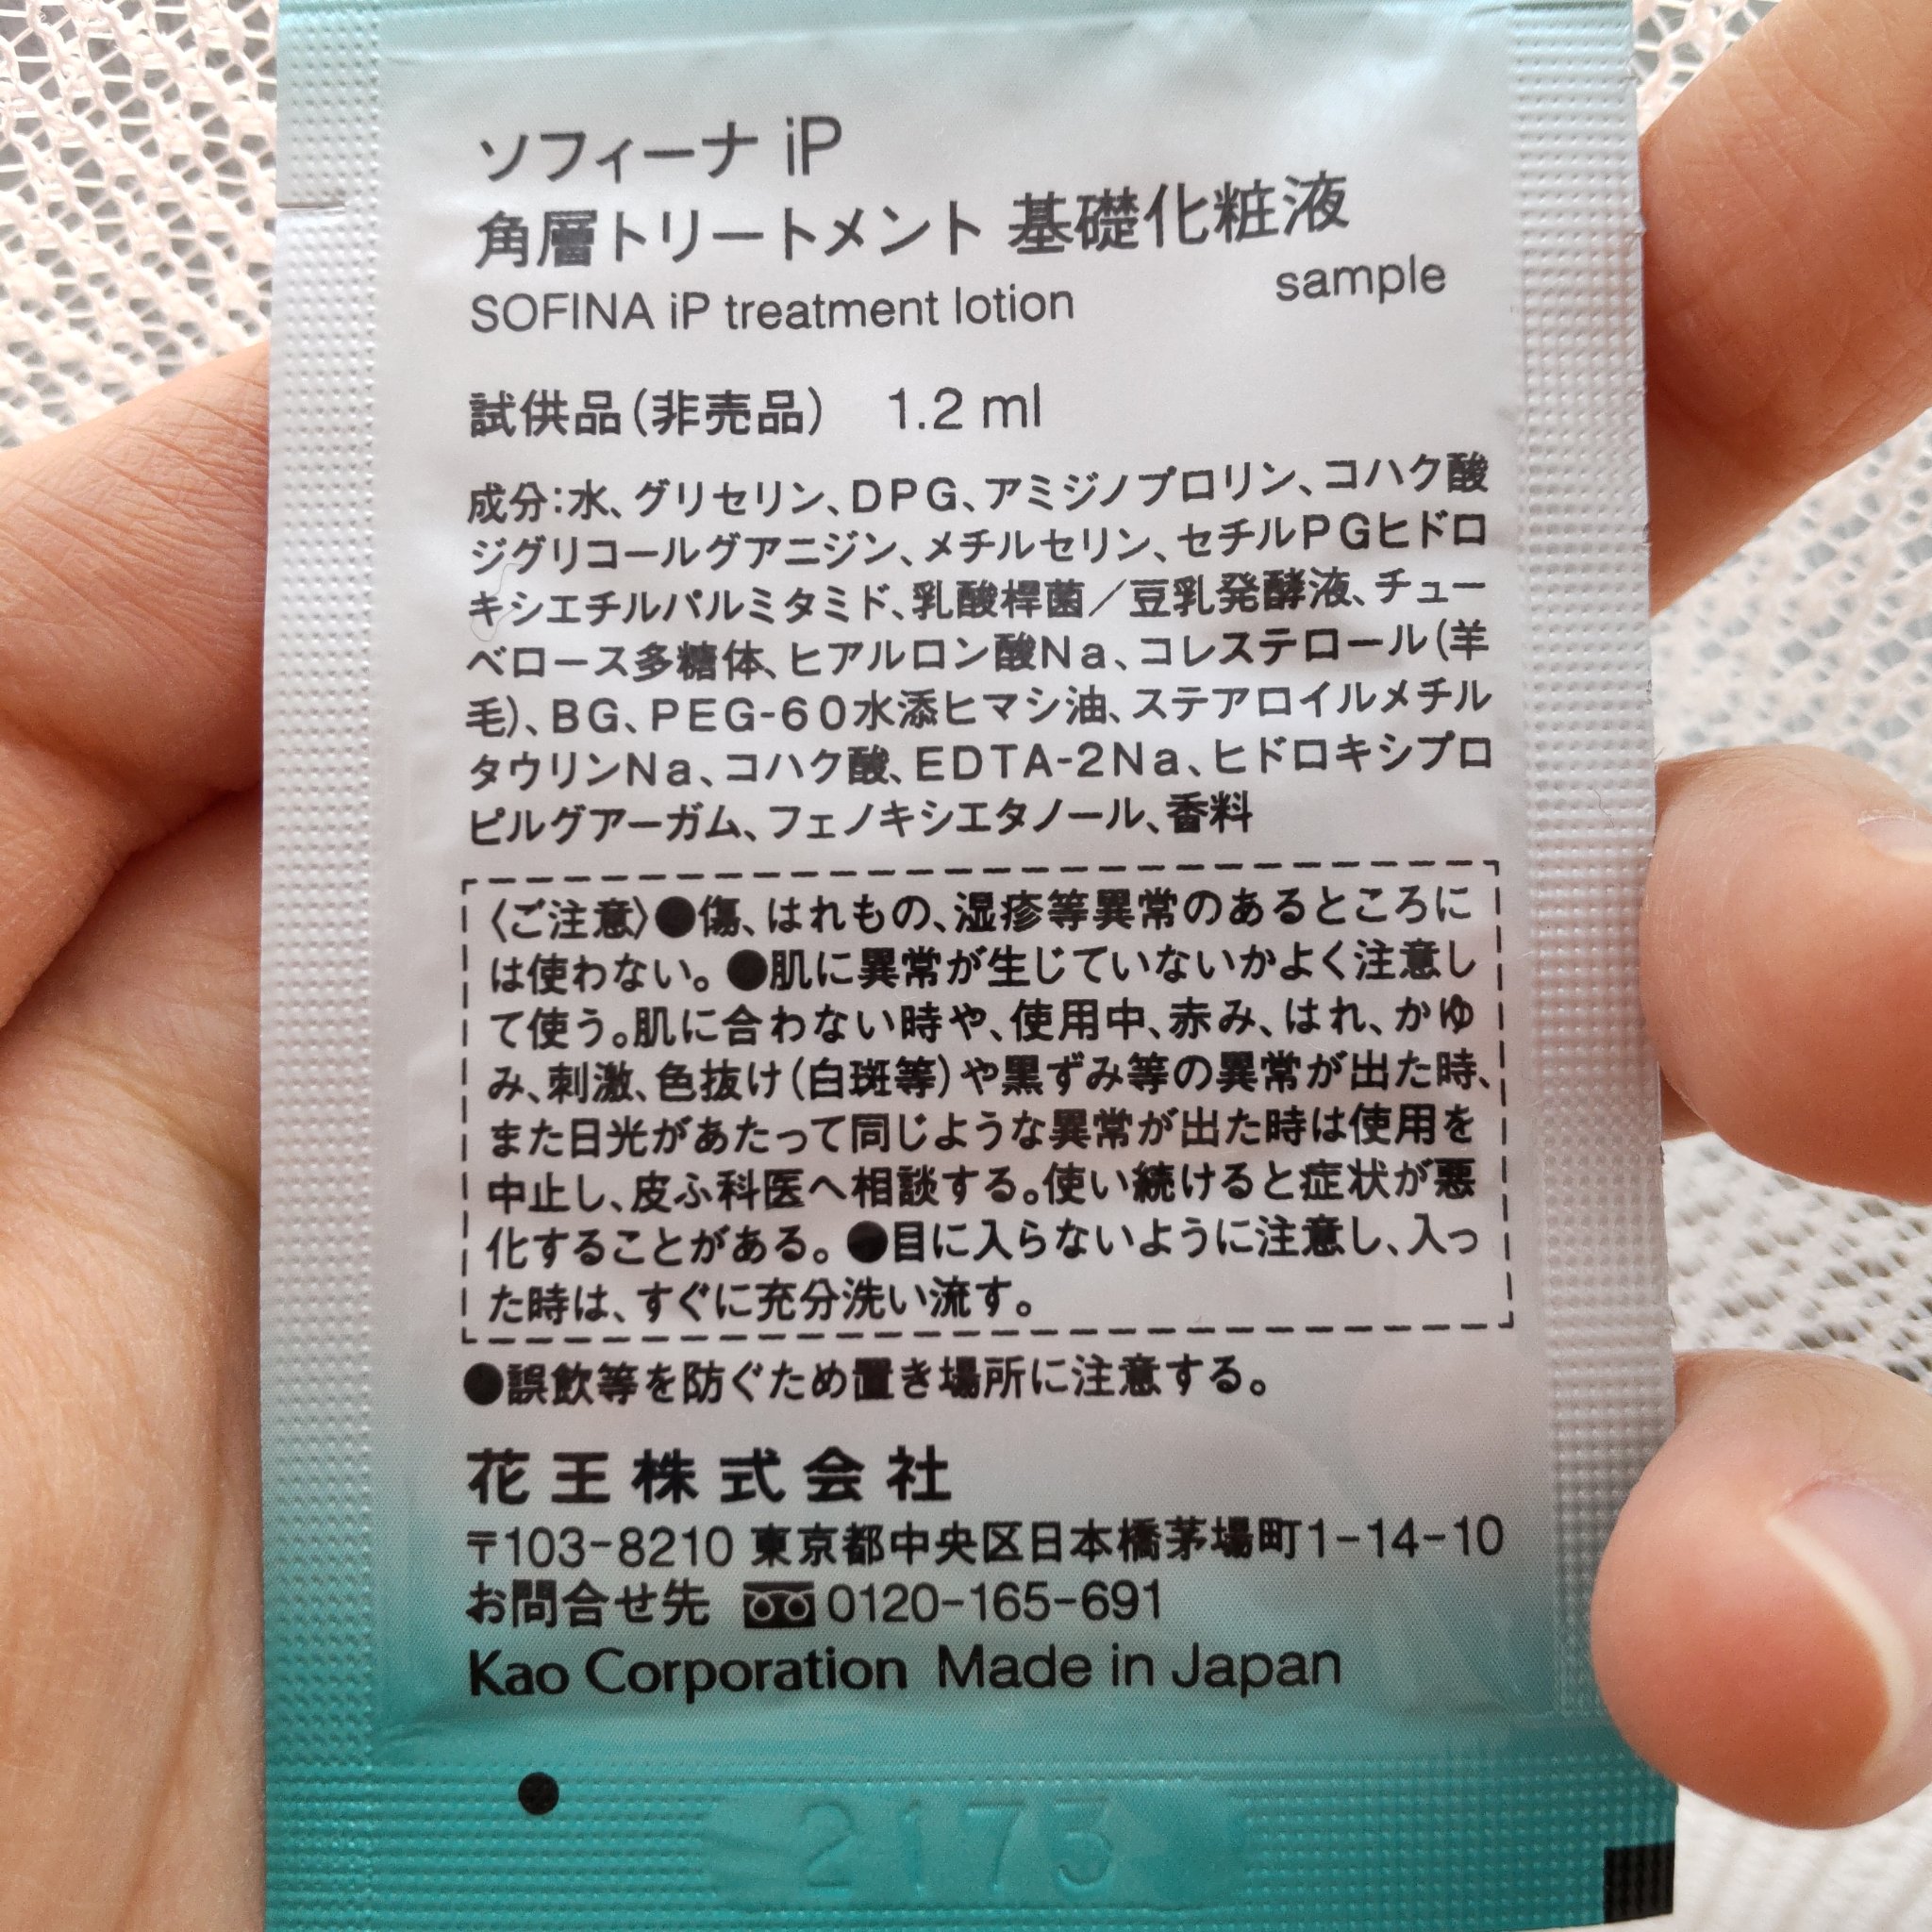 ソフィーナ iP
角層トリートメント 基礎化粧液
SOFINA iP treatment lotion sample
試供品(非売品) 1.2 ml
成分:水、グリセリン、DPG、アミジノプロリン、コハク酸
ジグリコールグアニジン、メチルセリン、セチルPGヒドロ
キシエチルパルミタミド、乳酸桿菌/豆乳発酵液、チュー
ベロース多糖体、ヒアルロン酸Na、コレステロール(羊
毛)、BG、PEG-60水添ヒマシ油、ステアロイルメチル
タウリンNa、コハク酸、EDTA-2Na、ヒドロキシプロ
ピルグアーガム、フェノキシエタノール、香料
〈ご注意〉●傷、はれもの、湿疹等異常のあるところに
は使わない。●肌に異常が生じていないかよく注意し
て使う。肌に合わない時や、使用中、赤み、はれ、かゆ
み、刺激、色抜け(白斑等)や黒ずみ等の異常が出た時、
また日光があたって同じような異常が出た時は使用を
中止し、皮ふ科医へ相談する。使い続けると症状が悪
化することがある。●目に入らないように注意し、入っ
た時は、すぐに充分洗い流す。
●誤飲等を防ぐため置き場所に注意する。
花王株式会社
〒103-8210 東京都中央区日本橋茅場町1-14-10
お問合せ先 0120-165-691
Kao Corporation Made in Japan
2175